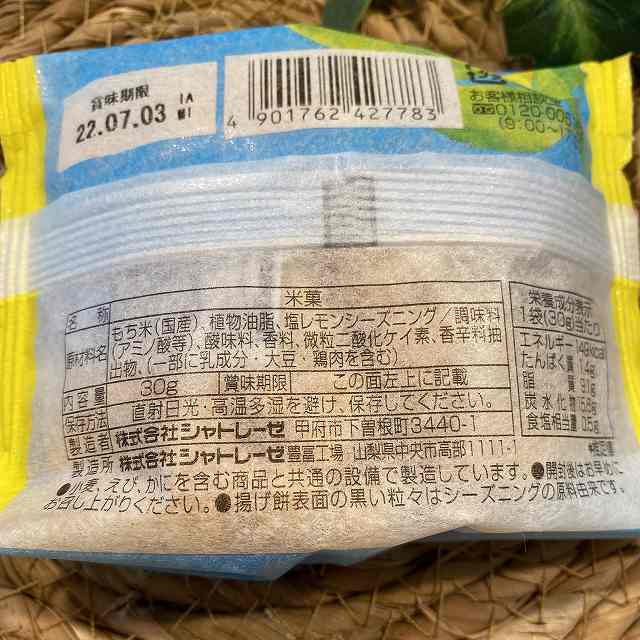 賞味期限
22.07.03 IA
MI
4 901762 427783
お客様相談
0120
(9:00~
名 称 米菓
原材料名 もち米(国産)、植物油脂、塩レモンシーズニング/調味料
(アミノ酸等)、酸味料、香料、微粒二酸化ケイ素、香辛料抽
出物、(一部に乳成分・大豆・鶏肉を含む)
内容量 30g 賞味期限 この面左上に記載
保存方法 直射日光・高温多湿を避け、保存してください。
製造者 株式会社シャトレーゼ 甲府市下曽根町3440-1
製造所 株式会社シャトレーゼ豊富工場:山梨県中央市高部1111-1
栄養成分表示
1袋(30g)当たり
エネルギー
たんぱく質
脂 質
炭水化物
食塩相当量
●小麦、えび、かにを含む商品と共通の設備で製造しています。●開封後はお早めに
お召し上がりください。●揚げ餅表面の黒い粒々はシーズニングの原料由来です。